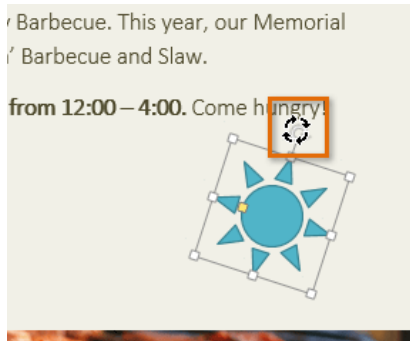 Barbecue. This year, our Memorial
Barbecue and Slaw.
from 12:00 – 4:00. Come hungry!